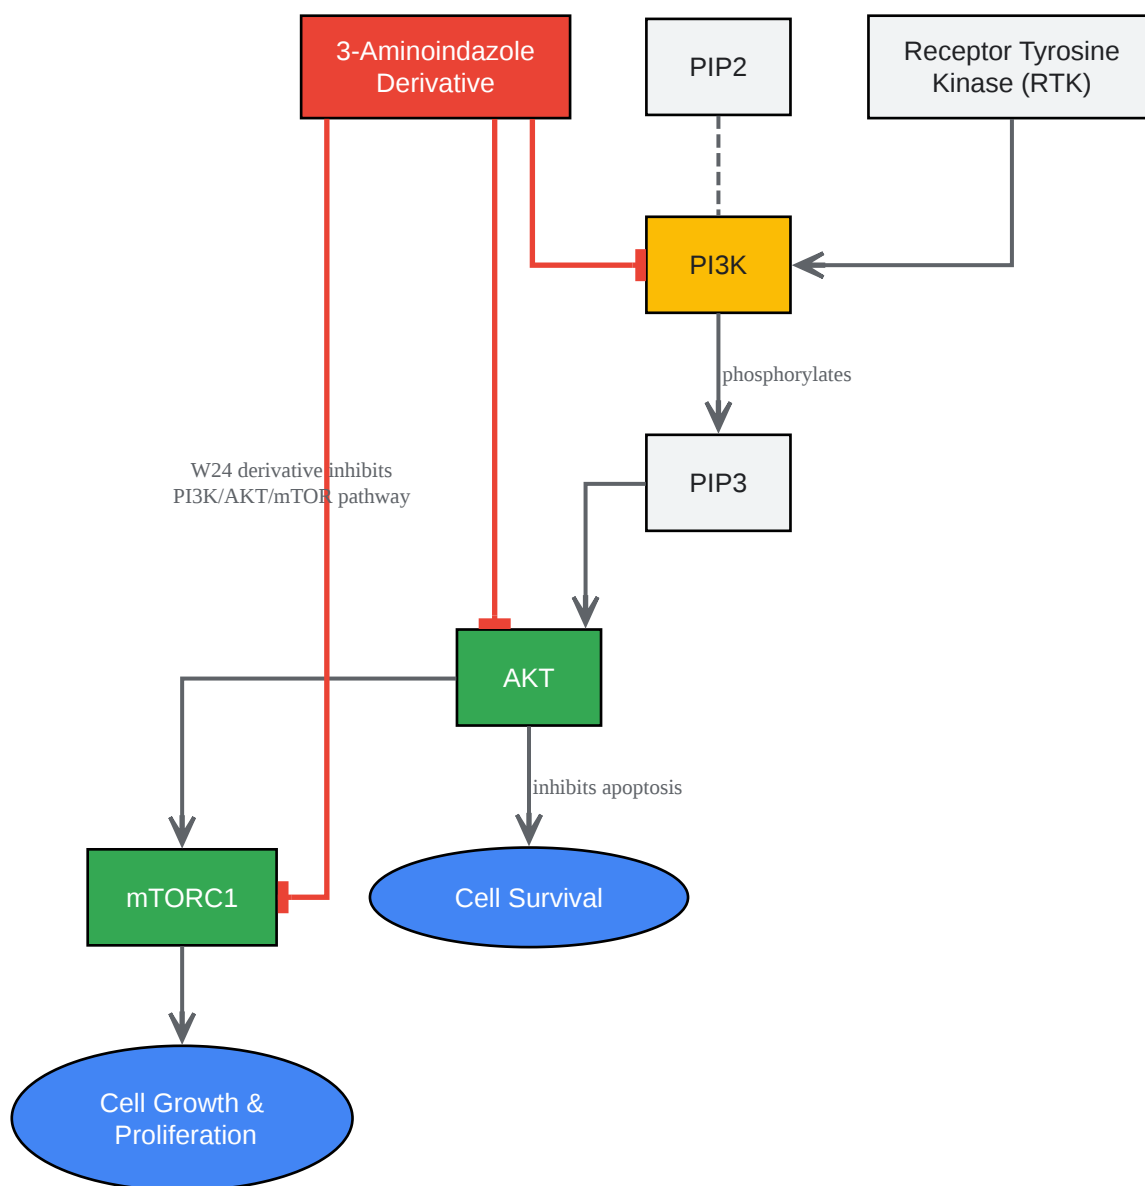 3-Aminoindazole
Derivative
PIP2
Receptor Tyrosine
Kinase (RTK)
PI3K
phosphorylates
W24 derivative inhibits
PI3K/AKT/mTOR pathway
PIP3
AKT
inhibits apoptosis
mTORC1
Cell Survival
Cell Growth &
Proliferation